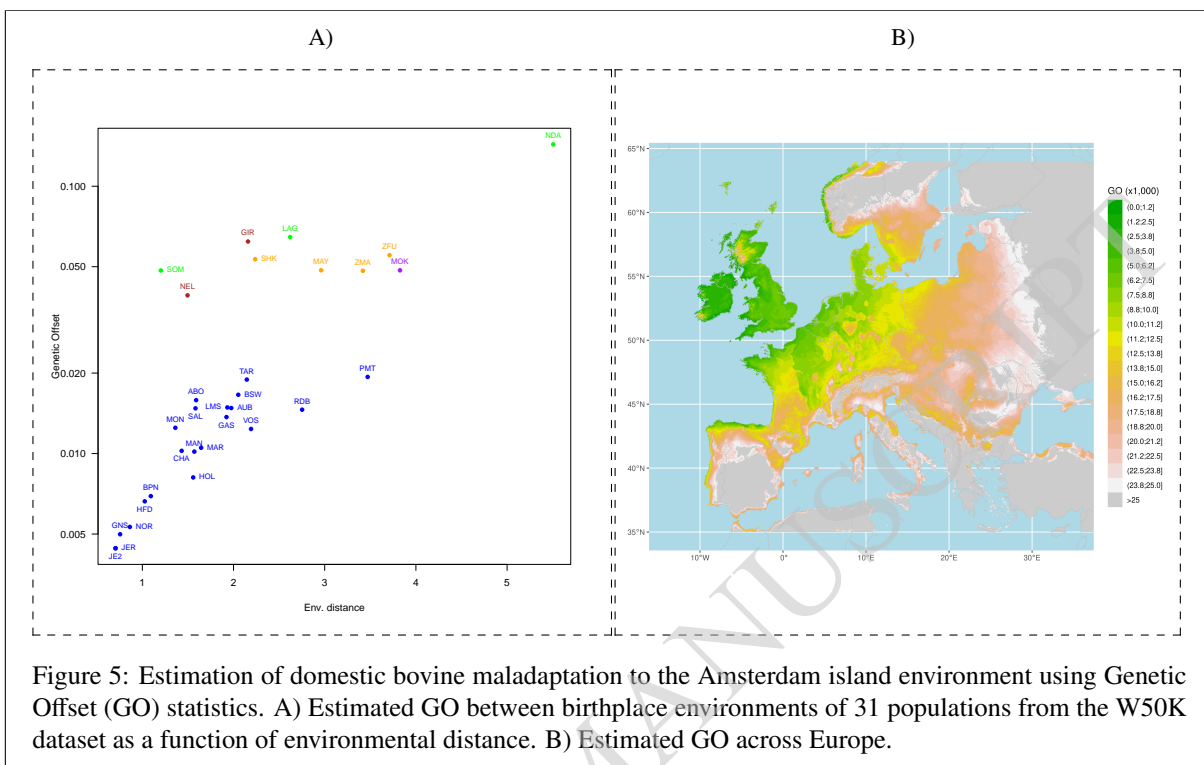 A)
B)
Genetic Offset
0.100
0.050
0.020
0.010
0.005
NDA
LAG
GIR
SHK
MAY
ZMA
ZFU
MOK
SOM
NEL
TAR
PMT
ABO
BSW
LMS
AUB
RDB
SAL
GAS
VOS
MON
MAN
MAR
CHA
HOL
BPN
HFD
GNS
NOR
JER
JE2
1
2
3
4
5
Env. distance
65°N
60°N
55°N
50°N
45°N
40°N
35°N
10°W
0°
10°E
20°E
30°E
GO (x1,000)
(0.0;1.2]
(1.2;2.5]
(2.5;3.8]
(3.8;5.0]
(5.0;6.2]
(6.2;7.5]
(7.5;8.8]
(8.8;10.0]
(10.0;11.2]
(11.2;12.5]
(12.5;13.8]
(13.8;15.0]
(15.0;16.2]
(16.2;17.5]
(17.5;18.8]
(18.8;20.0]
(20.0;21.2]
(21.2;22.5]
(22.5;23.8]
(23.8;25.0]
>25
MANUSCRIPT
Figure 5: Estimation of domestic bovine maladaptation to the Amsterdam island environment using Genetic
Offset (GO) statistics. A) Estimated GO between birthplace environments of 31 populations from the W50K
dataset as a function of environmental distance. B) Estimated GO across Europe.